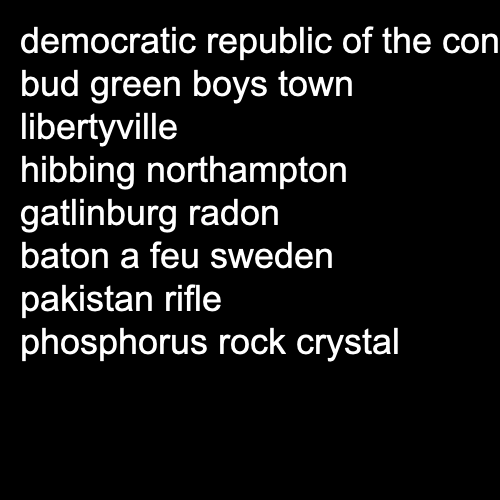 democratic republic of the con
bud green boys town
libertyville
hibbing northampton
gatlinburg radon
baton a feu sweden
pakistan rifle
phosphorus rock crystal